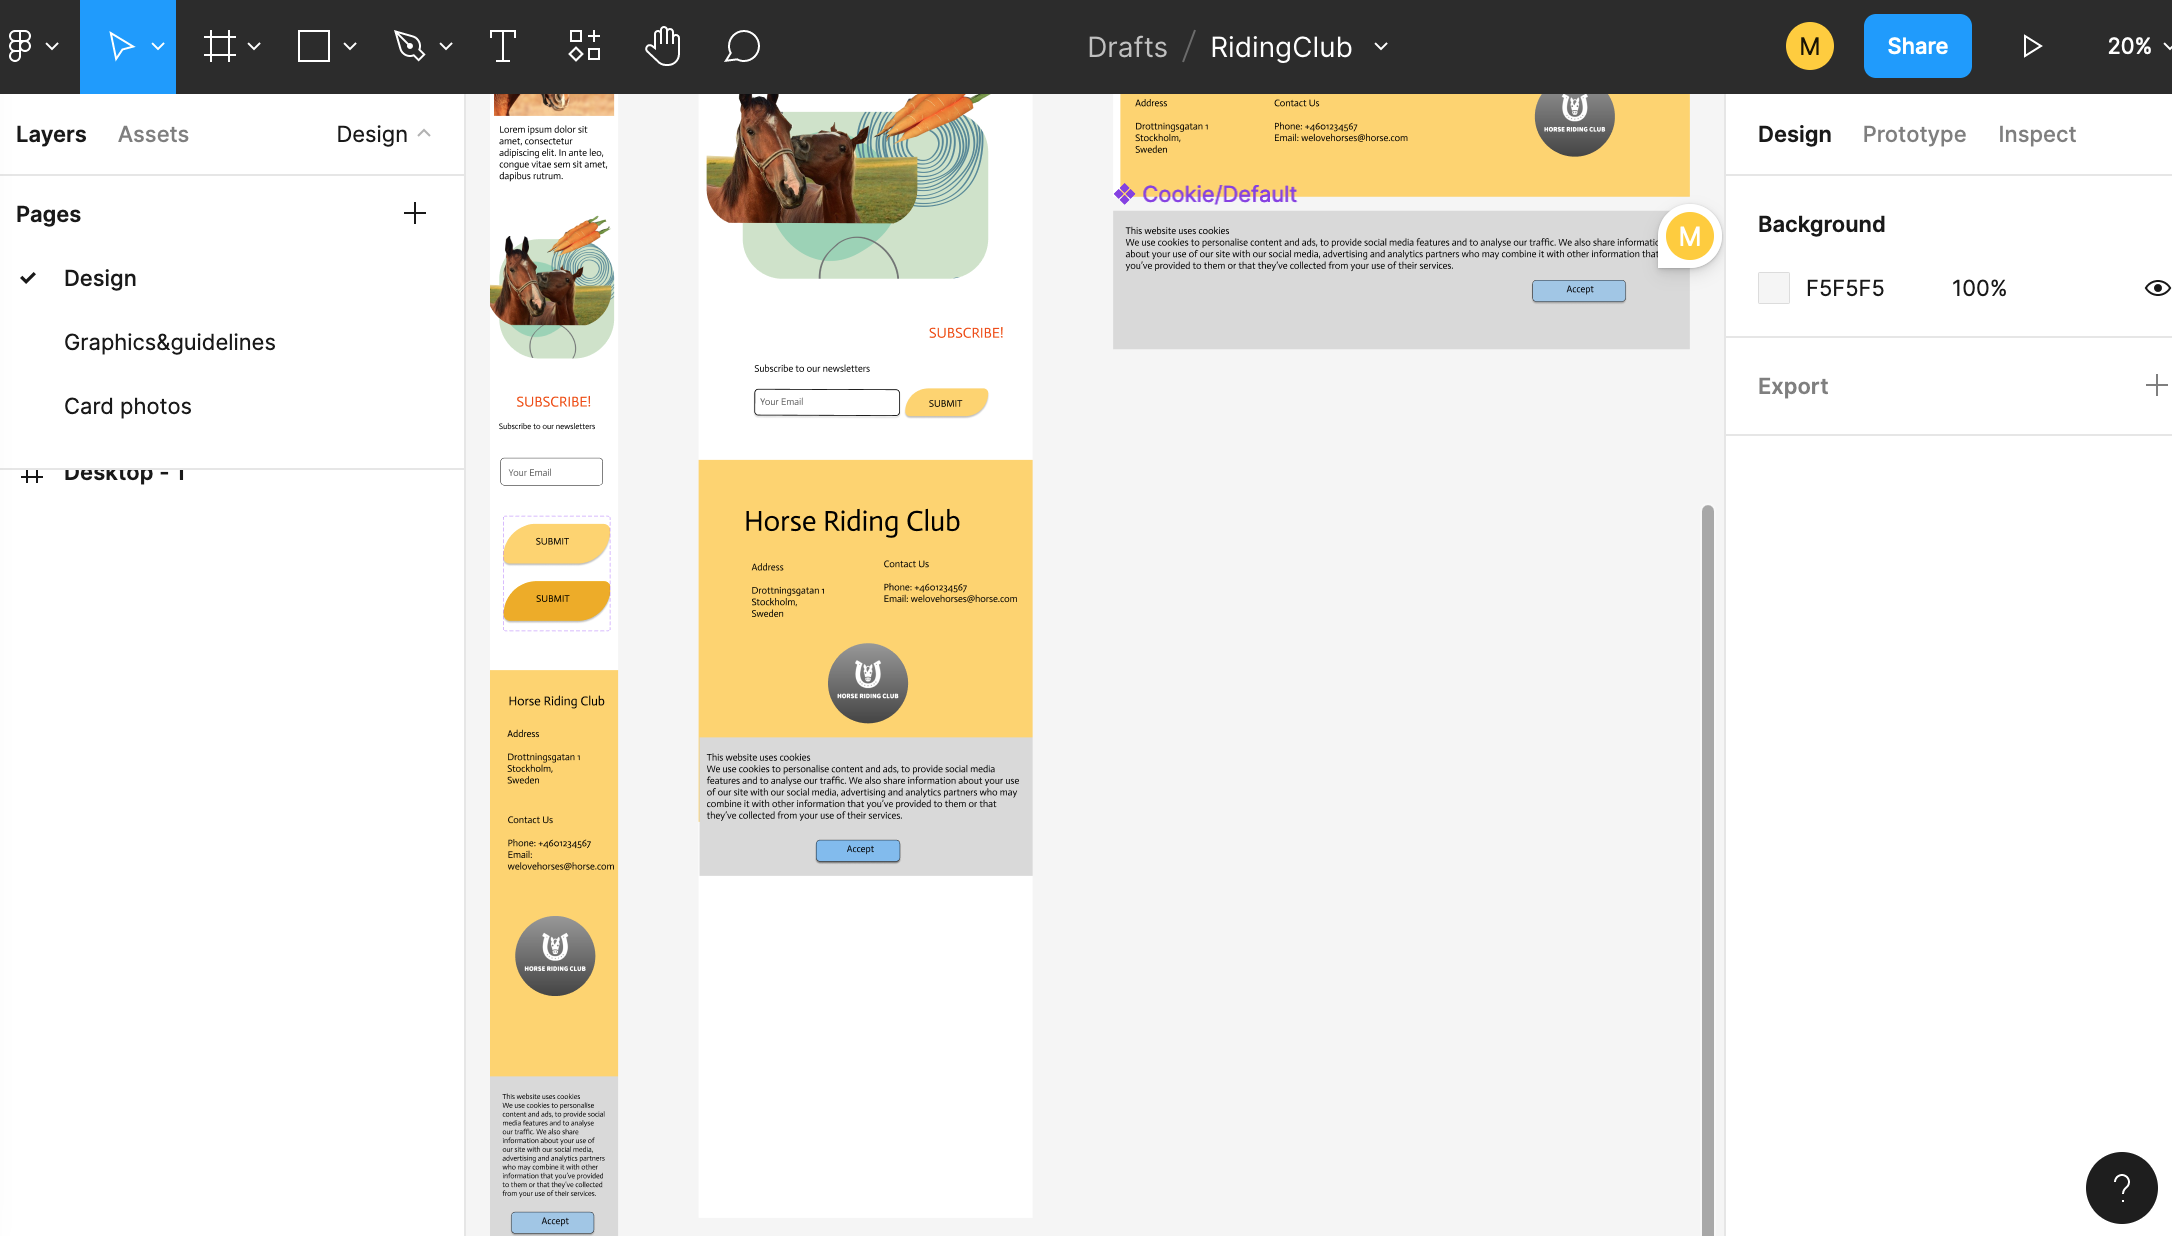 Drafts / RidingClub
M
Share
20%
Layers
Assets
Design
Pages
Design
Graphics&guidelines
Card photos
Desktop - 1
Lorem ipsum dolor sit
amet, consectetur
adipiscing elit. In ante leo,
congue vitae sem sit amet,
dapibus rutrum.
SUBSCRIBE!
Subscribe to our newsletters
Your Email
SUBMIT
SUBMIT
Horse Riding Club
Address
Drottningsgatan 1
Stockholm,
Sweden
Contact Us
Phone: +4601234567
Email:
welovehorses@horse.com
HORSE RIDING CLUB
This website uses cookies
We use cookies to personalise
content and ads, to provide social
media features and to analyse
our traffic. We also share
information about your use of
our site with our social media,
advertising and analytics partners
who may combine it with other
information that you've provided
to them or that they've collected
from your use of their services.
Accept
SUBSCRIBE!
Subscribe to our newsletters
Your Email
SUBMIT
Horse Riding Club
Address
Drottningsgatan 1
Stockholm,
Sweden
Contact Us
Phone: +4601234567
Email: welovehorses@horse.com
HORSE RIDING CLUB
This website uses cookies
We use cookies to personalise content and ads, to provide social media
features and to analyse our traffic. We also share information about your use
of our site with our social media, advertising and analytics partners who may
combine it with other information that you've provided to them or that
they've collected from your use of their services.
Accept
Address
Drottningsgatan 1
Stockholm,
Sweden
Contact Us
Phone: +4601234567
Email: welovehorses@horse.com
HORSE RIDING CLUB
Cookie/Default
This website uses cookies
We use cookies to personalise content and ads, to provide social media features and to analyse our traffic. We also share informatio
about your use of our site with our social media, advertising and analytics partners who may combine it with other information that
you've provided to them or that they've collected from your use of their services.
M
Accept
Design
Prototype
Inspect
Background
F5F5F5
100%
Export
?